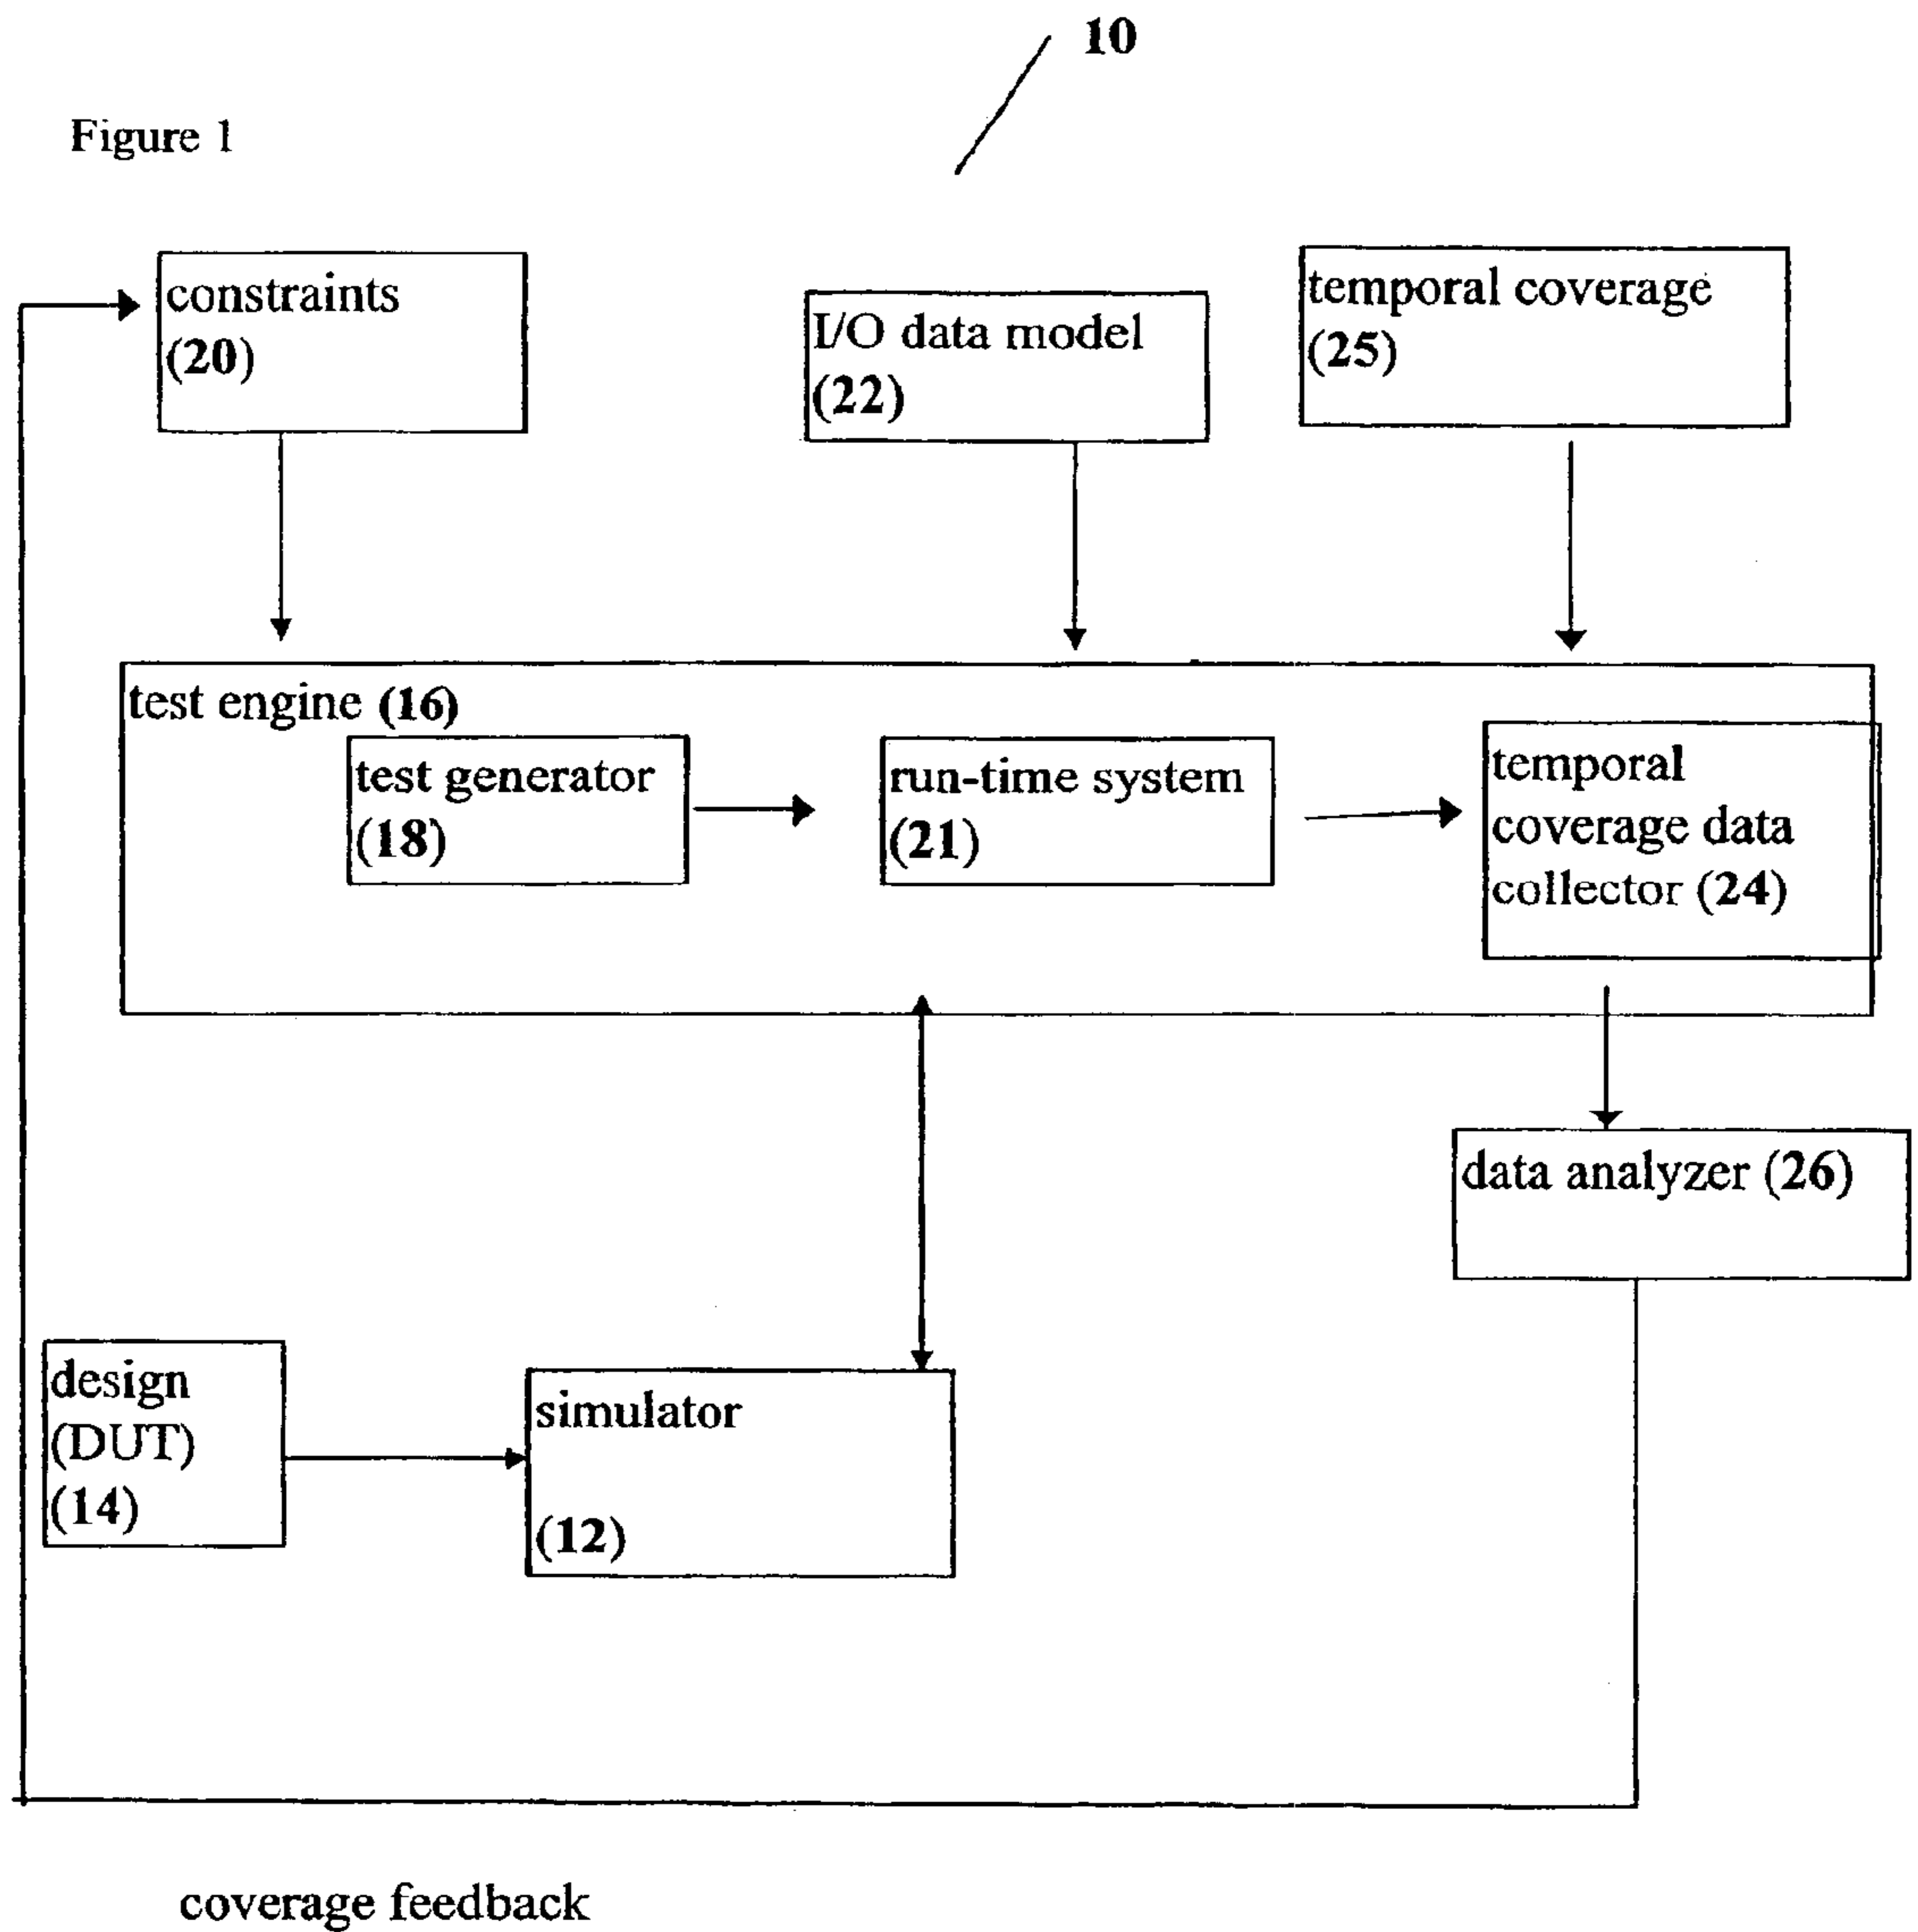 10
Figure 1
constraints
(20)
I/O data model
(22)
temporal coverage
(25)
test engine (16)
test generator
(18)
run-time system
(21)
temporal
coverage data
collector (24)
data analyzer (26)
design
(DUT)
(14)
simulator
(12)
coverage feedback